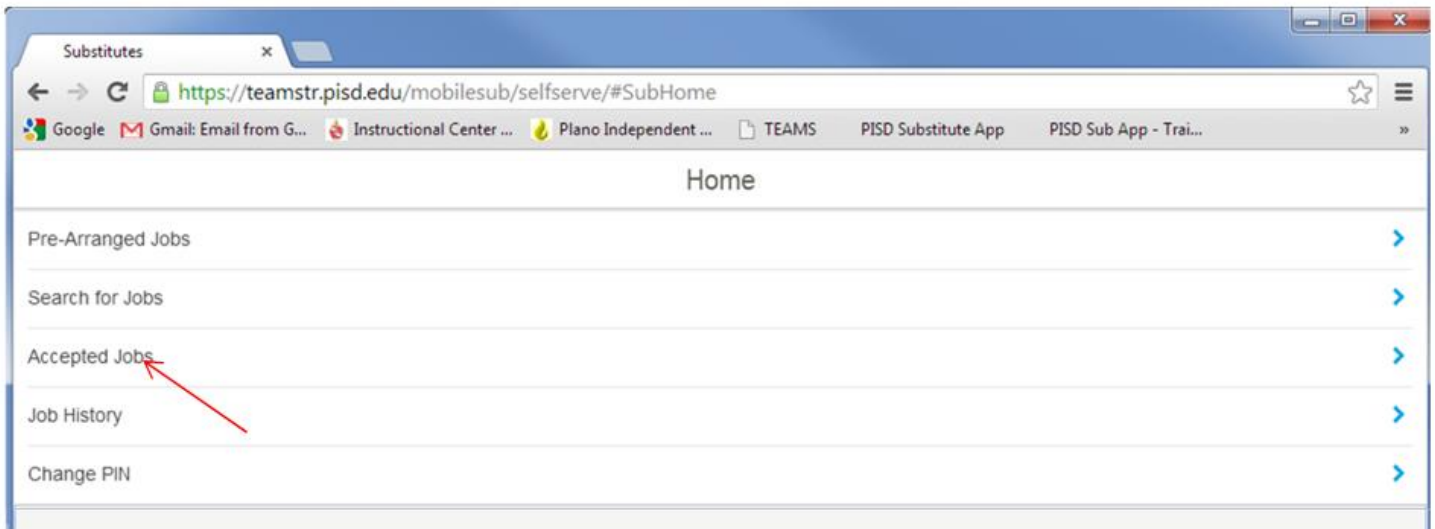 Substitutes
https://teamstr.pisd.edu/mobilesub/selfserve/#SubHome
Google Gmail: Email from G... Instructional Center ... Plano Independent ... TEAMS PISD Substitute App PISD Sub App - Trai... »
Home
Pre-Arranged Jobs
Search for Jobs
Accepted Jobs
Job History
Change PIN